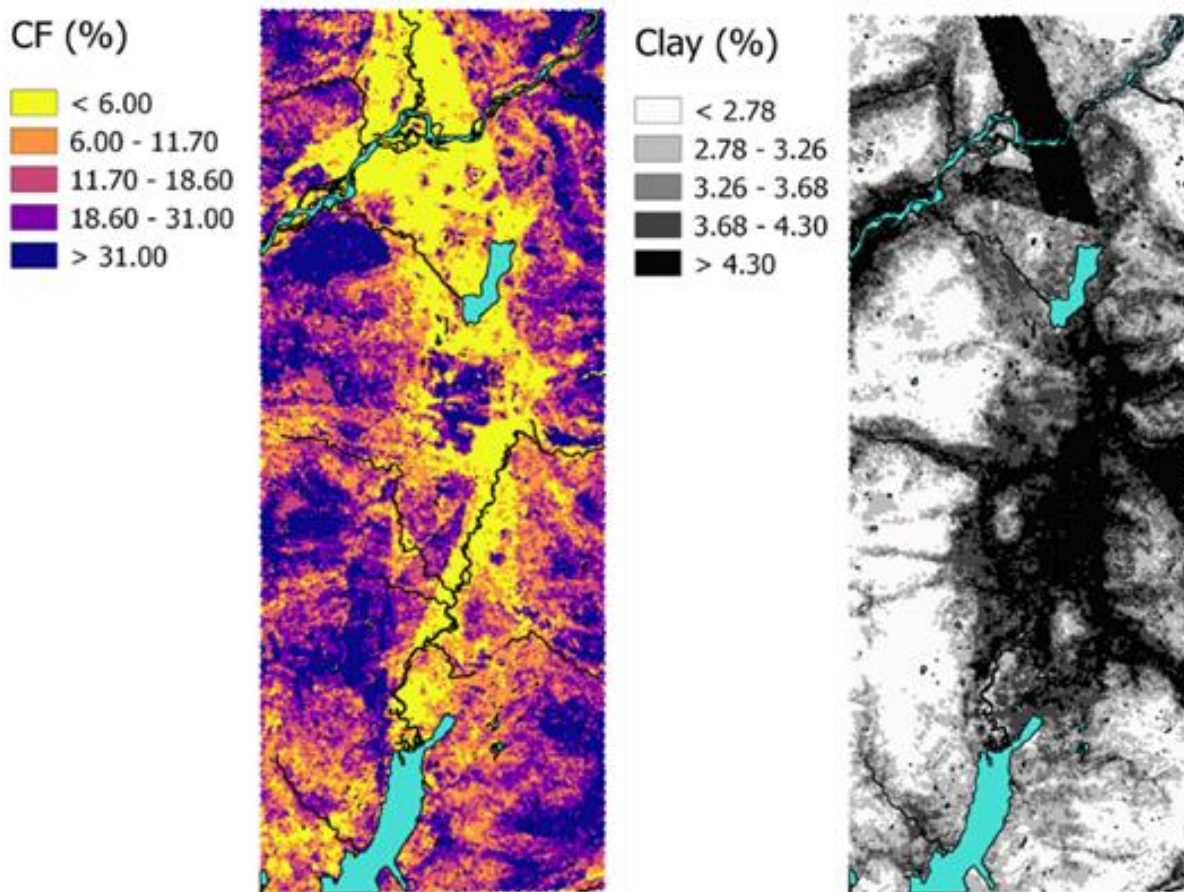 CF (%)
< 6.00
6.00 - 11.70
11.70 - 18.60
18.60 - 31.00
> 31.00
Clay (%)
< 2.78
2.78 - 3.26
3.26 - 3.68
3.68 - 4.30
> 4.30